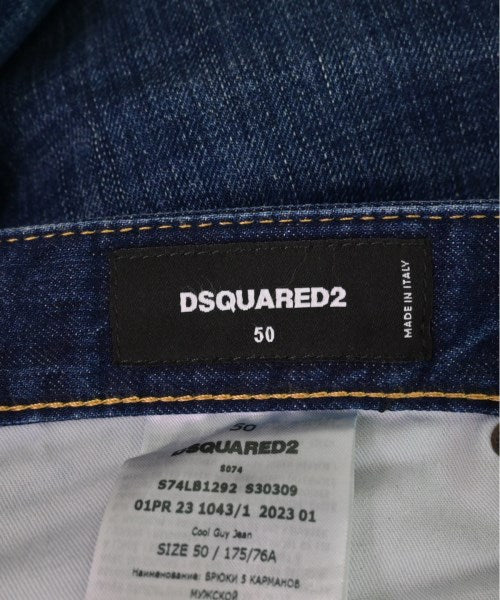 DSQUARED2
50
MADE IN ITALY
50
DSQUARED2
S074
S74LB1292 S30309
01PR 23 1043/1 2023 01
Cool Guy Jean
SIZE 50 / 175/76A
Наименование: БРЮКИ 5 КАРМАНОВ
МУЖСКОЙ